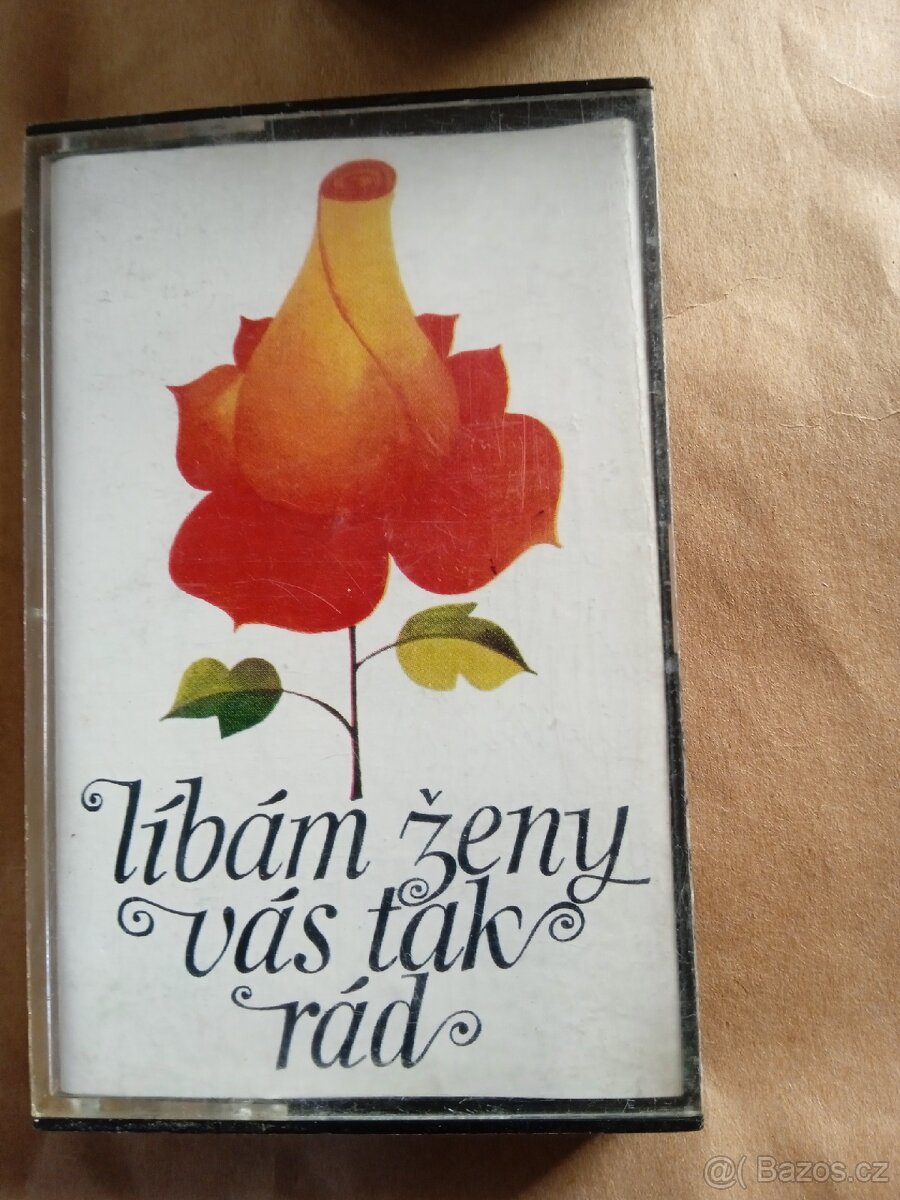 líbám ženy
vás tak
rád
@( Bazos.cz